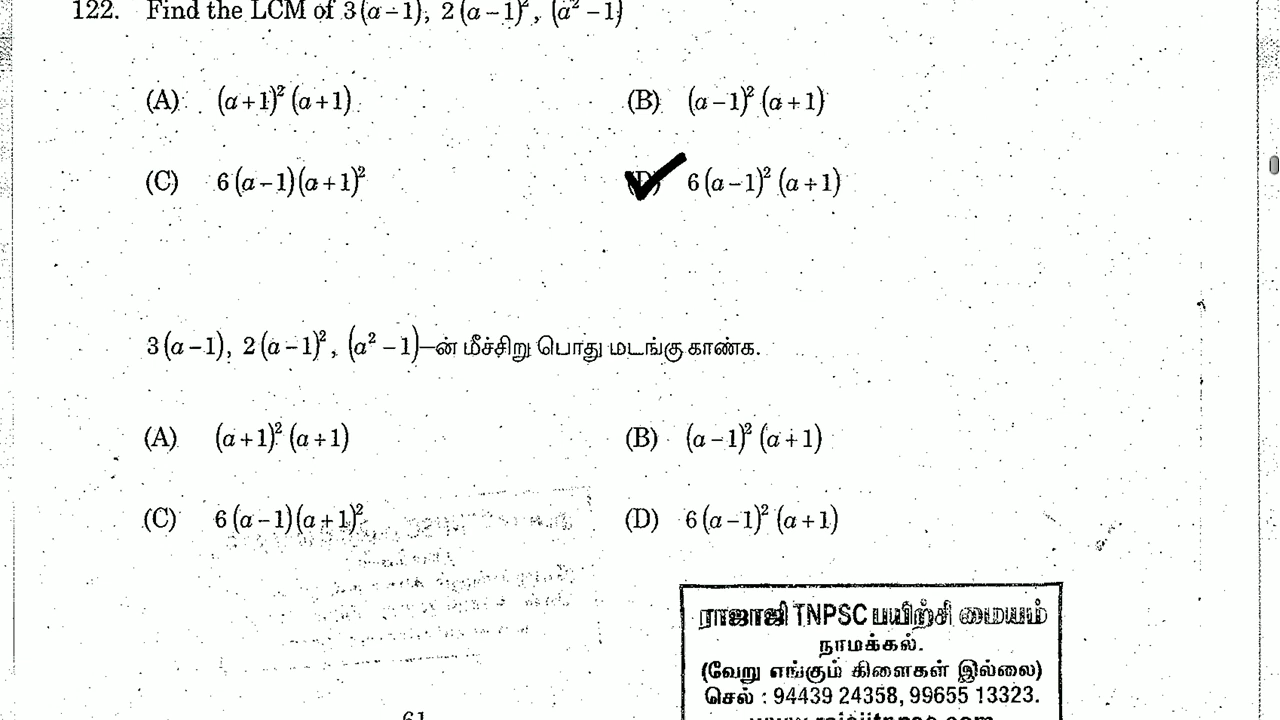 122. Find the LCM of 3(a−1), 2(a−1)², (a²−1)
(A) (a+1)² (a+1) (B) (a−1)² (a+1)
(C) 6(a−1)(a+1)² (D) 6(a−1)² (a+1)
3(a−1), 2(a−1)², (a²−1)–ன் மீச்சிறு பொது மடங்கு காண்க.
(A) (a+1)² (a+1) (B) (a−1)² (a+1)
(C) 6(a−1)(a+1)² (D) 6(a−1)² (a+1)
ராஜாஜி TNPSC பயிற்சி மையம்
நாமக்கல்.
(வேறு எங்கும் கிளைகள் இல்லை)
செல் : 94439 24358, 99655 13323.
61